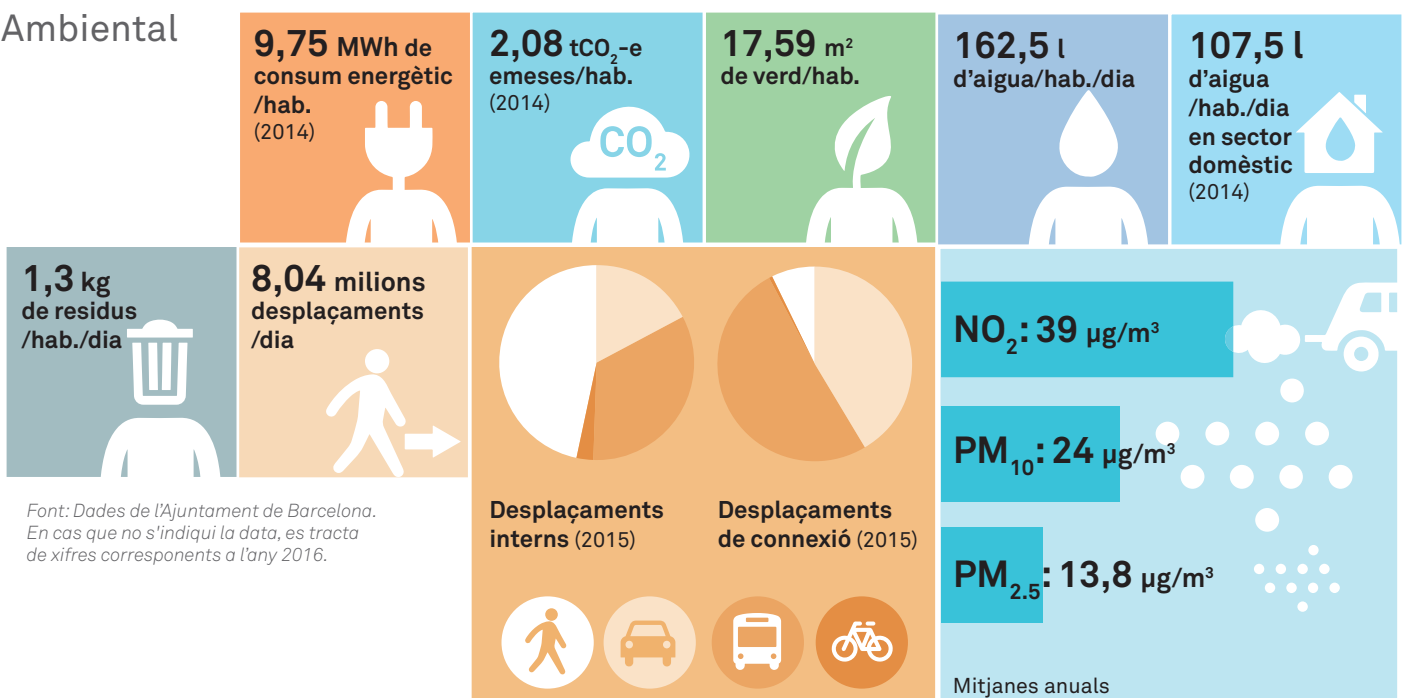 Ambiental
9,75 MWh de
consum energètic
/hab.
(2014)
2,08 tCO₂-e
emeses/hab.
(2014)
CO₂
17,59 m²
de verd/hab.
162,5 l
d'aigua/hab./dia
107,5 l
d'aigua
/hab./dia
en sector
domèstic
(2014)
1,3 kg
de residus
/hab./dia
8,04 milions
desplaçaments
/dia
Desplaçaments
interns (2015)
Desplaçaments
de connexió (2015)
NO₂: 39 µg/m³
PM₁₀: 24 µg/m³
PM₂.₅: 13,8 µg/m³
Mitjanes anuals
Font: Dades de l'Ajuntament de Barcelona.
En cas que no s'indiqui la data, es tracta
de xifres corresponents a l'any 2016.